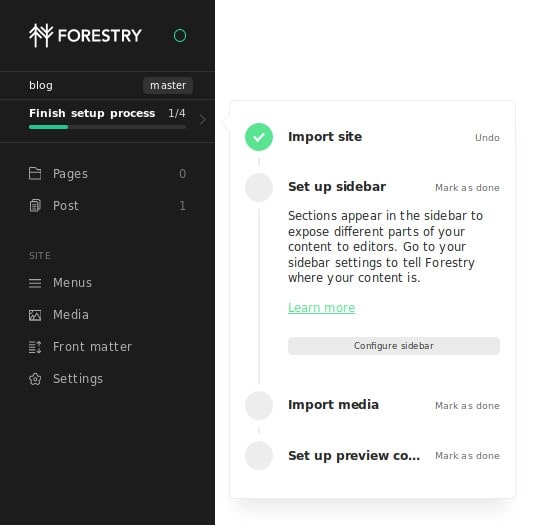 FORESTRY
blog
master
Finish setup process 1/4
Pages 0
Post 1
SITE
Menus
Media
Front matter
Settings
Import site
Undo
Set up sidebar
Mark as done
Sections appear in the sidebar to
expose different parts of your
content to editors. Go to your
sidebar settings to tell Forestry
where your content is.
Learn more
Configure sidebar
Import media
Mark as done
Set up preview co...
Mark as done